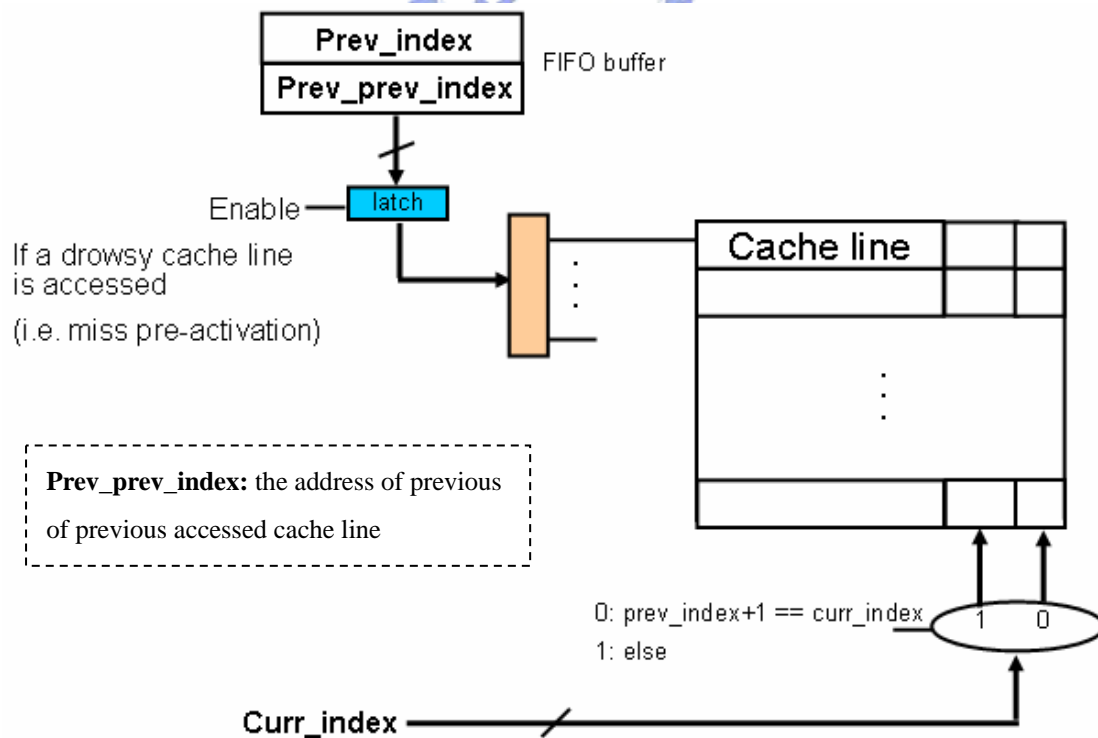 Prev_index
FIFO buffer
Prev_prev_index
Enable
latch
If a drowsy cache line
is accessed
(i.e. miss pre-activation)
Cache line
Prev_prev_index: the address of previous
of previous accessed cache line
0: prev_index+1 == curr_index
1: else
1 0
Curr_index